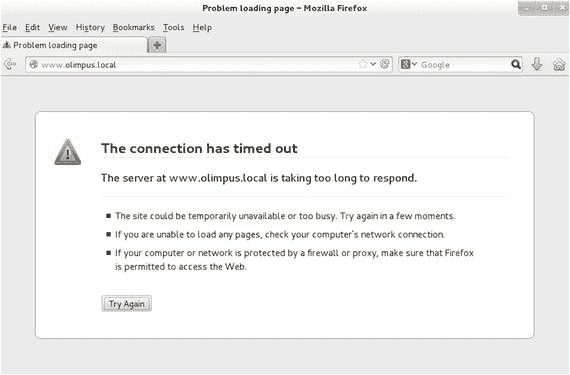 Problem loading page - Mozilla Firefox
File Edit View History Bookmarks Tools Help
Problem loading page
www.olimpus.local
Google
The connection has timed out
The server at www.olimpus.local is taking too long to respond.
The site could be temporarily unavailable or too busy. Try again in a few moments.
If you are unable to load any pages, check your computer's network connection.
If your computer or network is protected by a firewall or proxy, make sure that Firefox
is permitted to access the Web.
Try Again